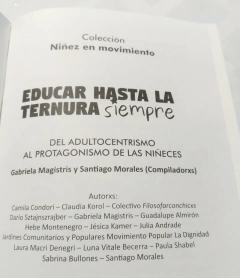 Colección
Niñez en movimiento
EDUCAR HASTA LA
TERNURA siempre
DEL ADULTOCENTRISMO
AL PROTAGONISMO DE LAS NIÑECES
Gabriela Magistris y Santiago Morales (Compiladorxs)
Autorxs:
Camila Condori – Claudia Korol – Colectivo Filosoforconchicxs
Darío Sztajnszrajber – Gabriela Magistris – Guadalupe Almirón
Hebe Montenegro – Jésica Kamer – Julia Andrade
Jardines Comunitarios y Populares Movimiento Popular La Dignidad
Laura Macri Denegri – Luna Vitale Becerra – Paula Shabel
Sabrina Bullones – Santiago Morales